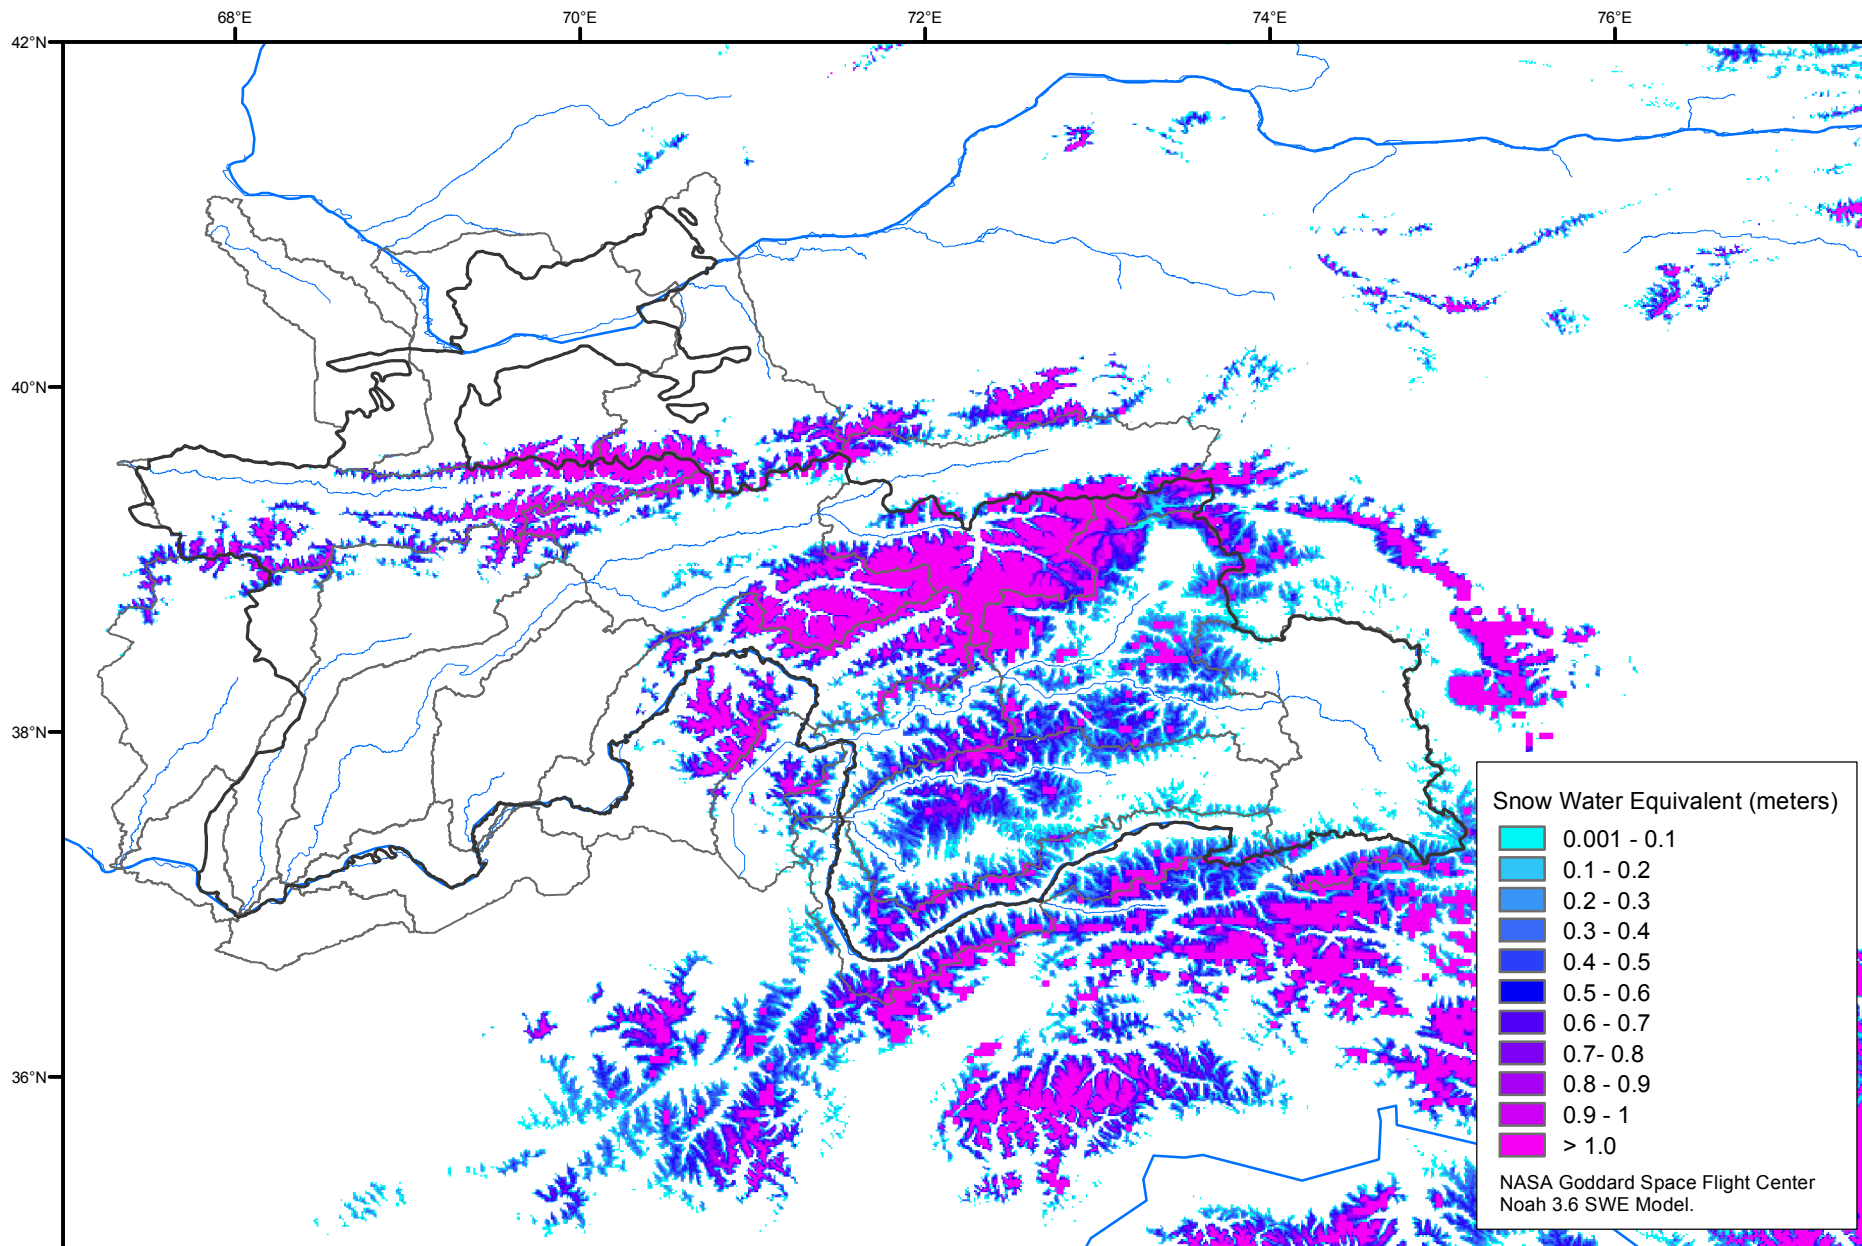 68°E 70°E 72°E 74°E 76°E
42°N
40°N
38°N
36°N
Snow Water Equivalent (meters)
0.001 - 0.1
0.1 - 0.2
0.2 - 0.3
0.3 - 0.4
0.4 - 0.5
0.5 - 0.6
0.6 - 0.7
0.7- 0.8
0.8 - 0.9
0.9 - 1
> 1.0
NASA Goddard Space Flight Center
Noah 3.6 SWE Model.